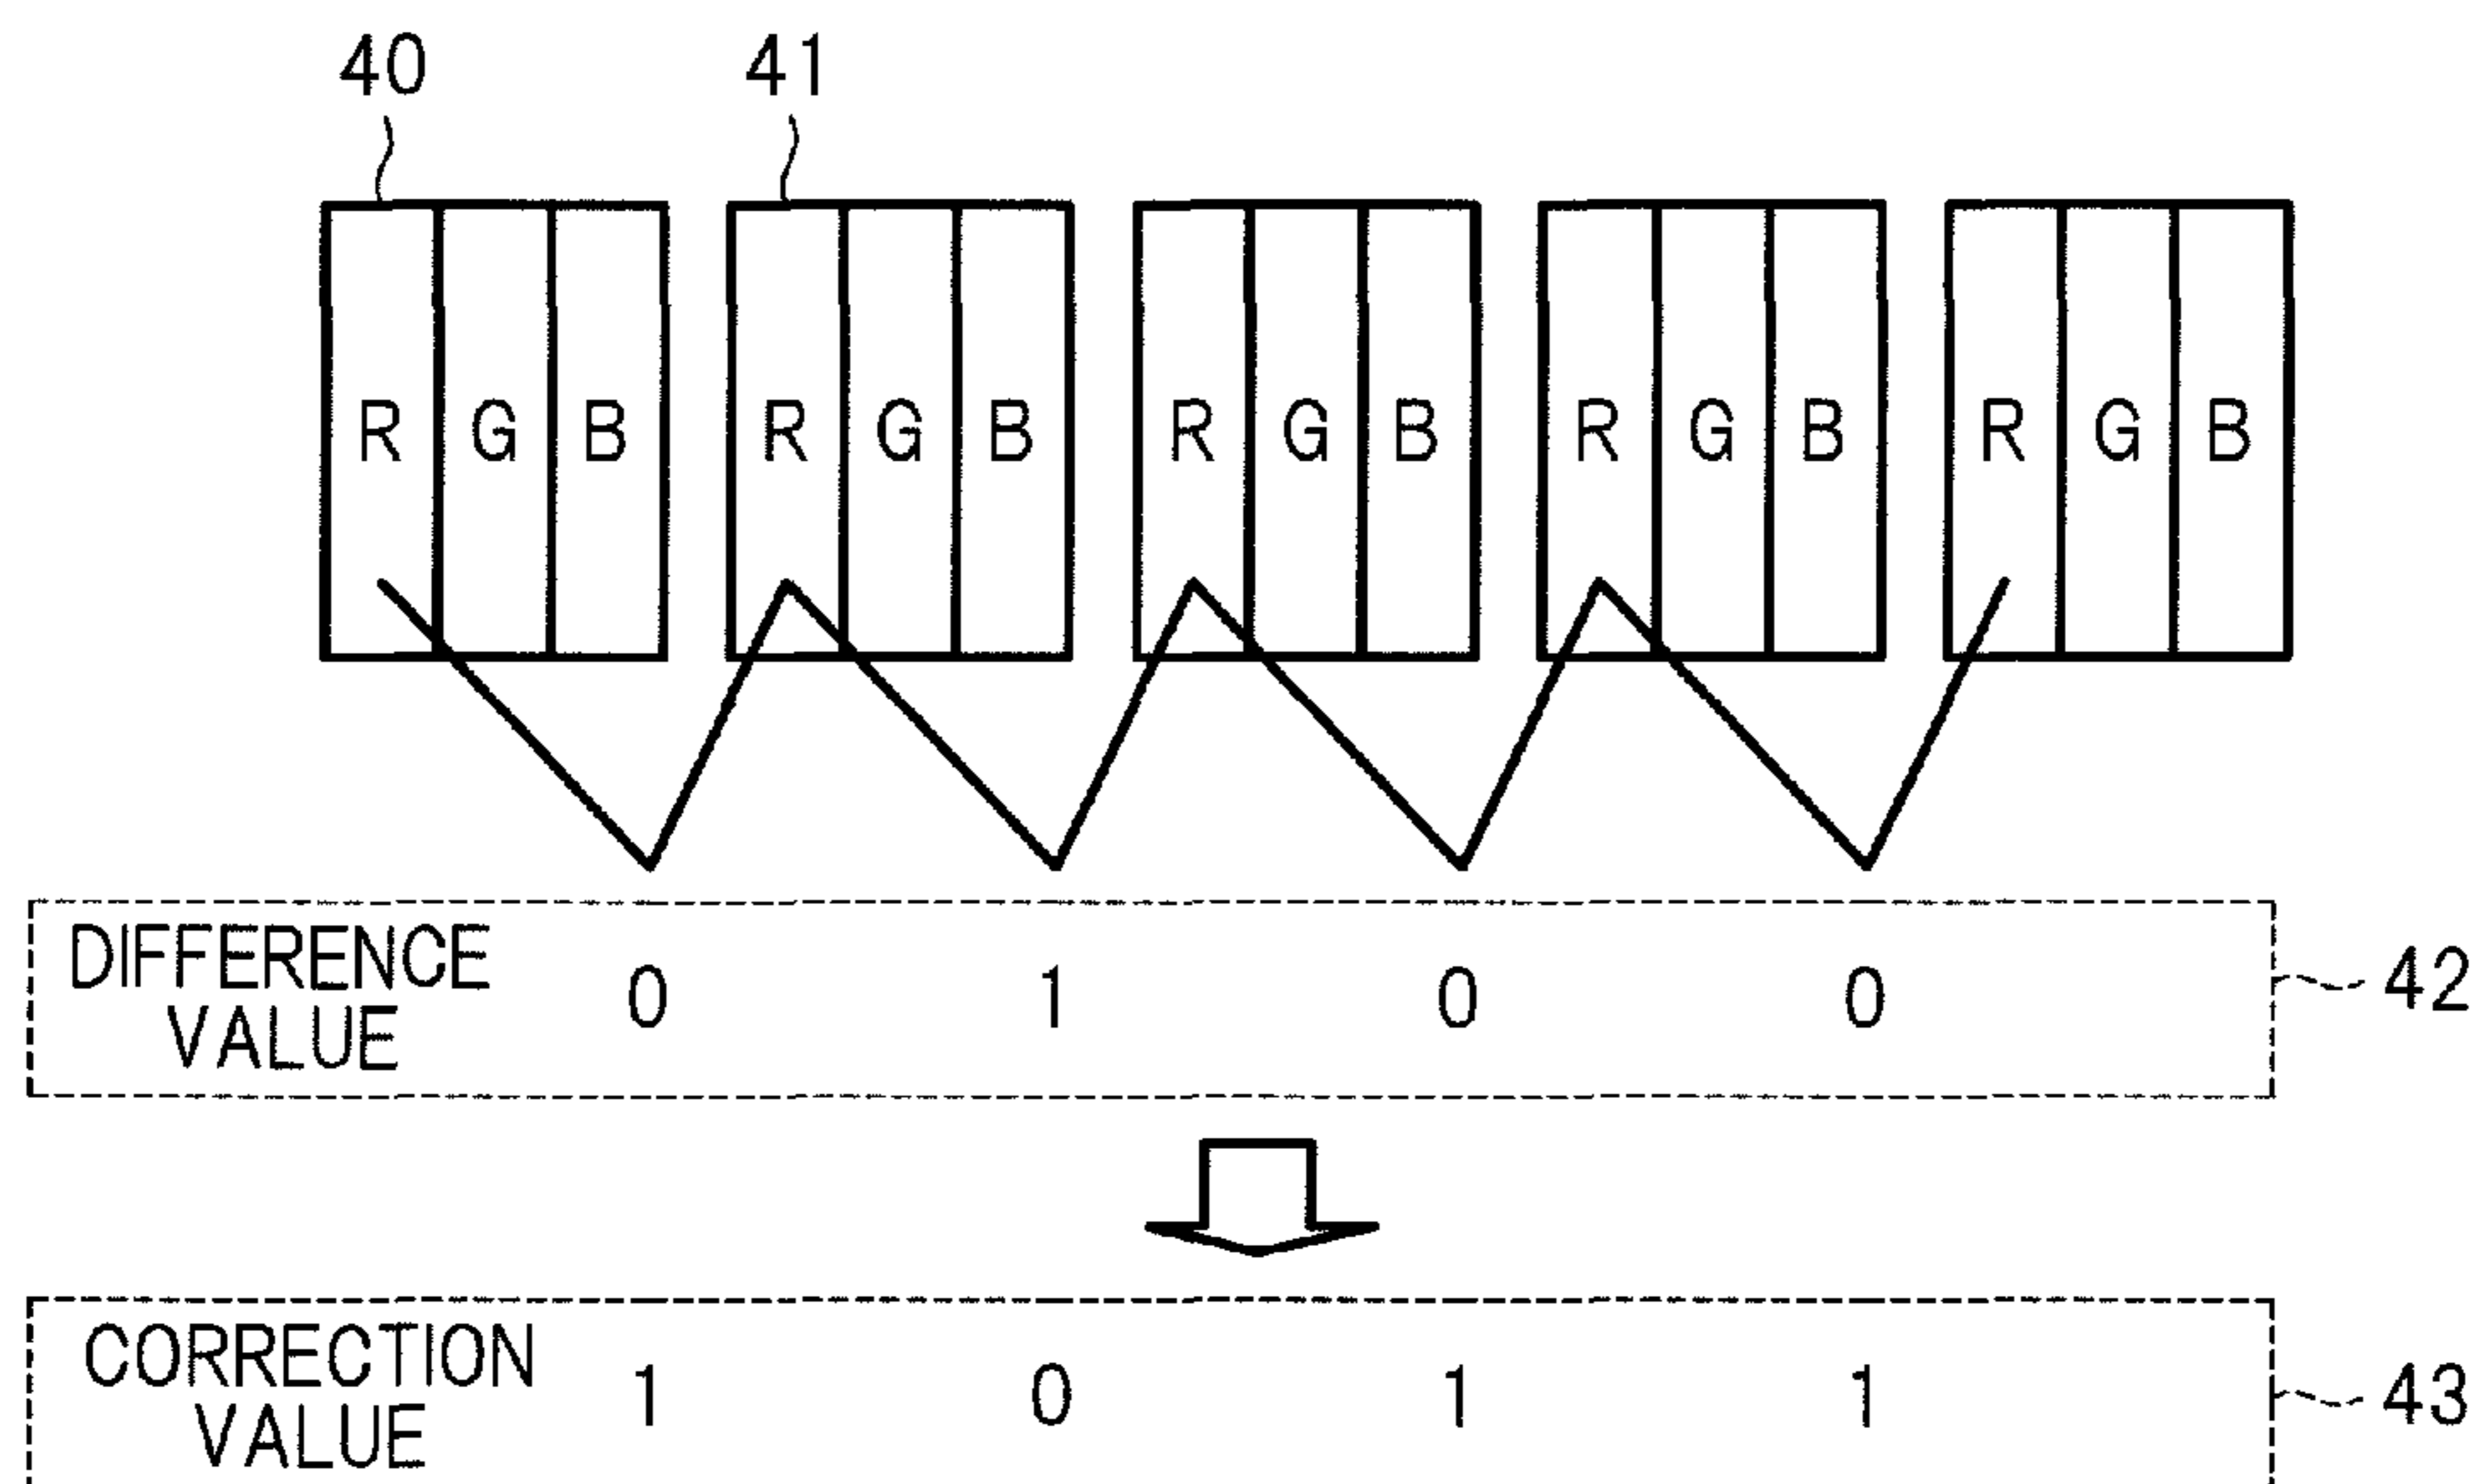 40 41
R G B R G B R G B R G B R G B
DIFFERENCE
VALUE
0 1 0 0
42
CORRECTION
VALUE
1 0 1 1
43